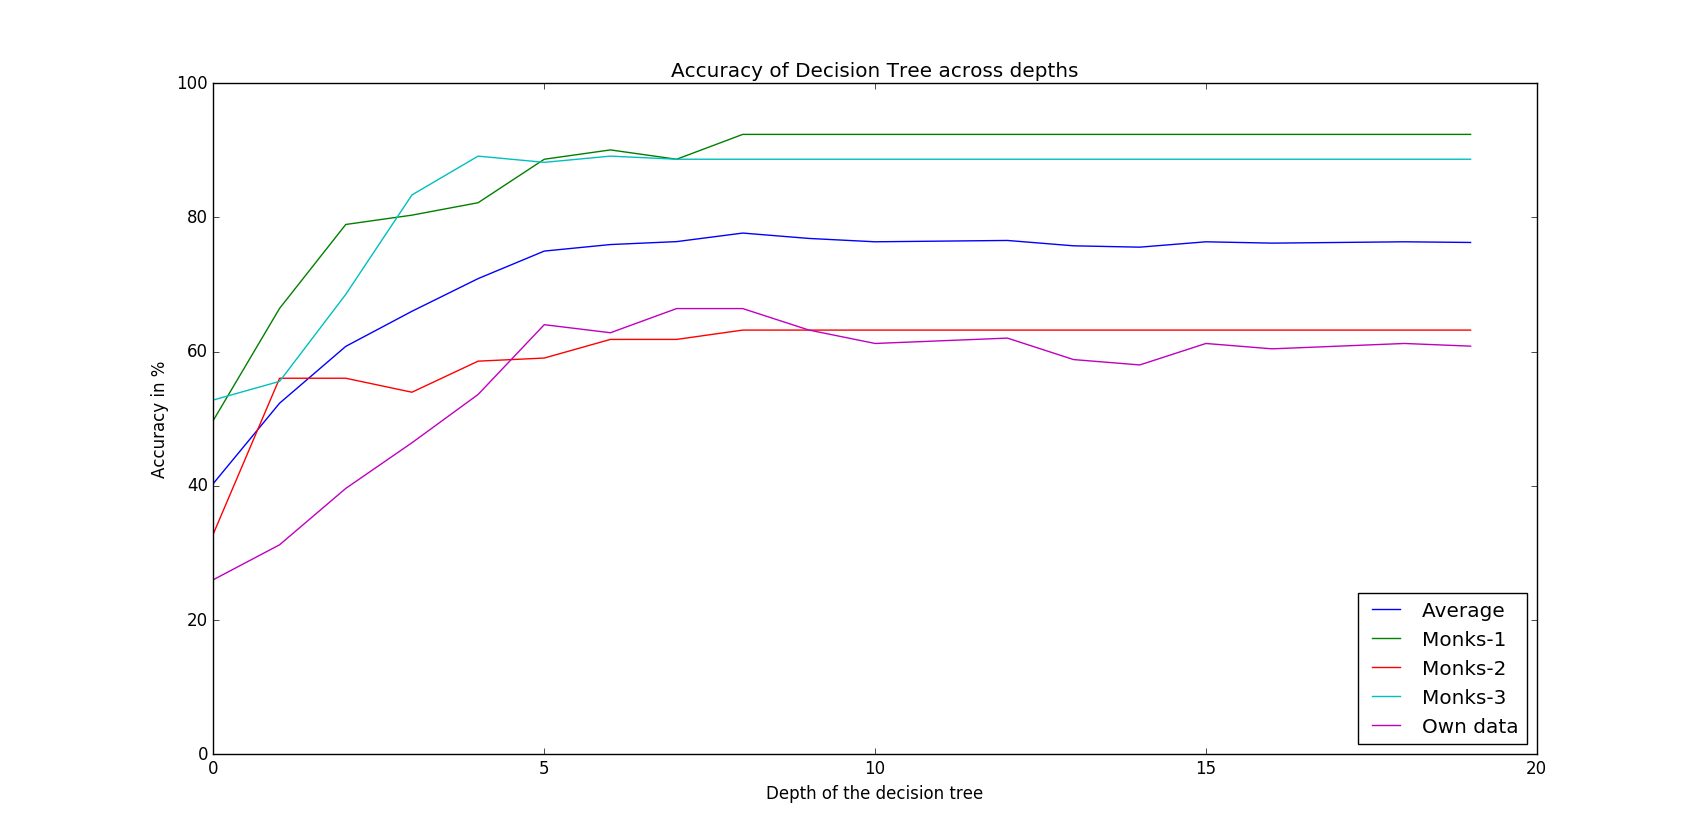 Accuracy of Decision Tree across depths
100
80
60
40
20
0
Accuracy in %
0 5 10 15 20
Depth of the decision tree
Average
Monks-1
Monks-2
Monks-3
Own data